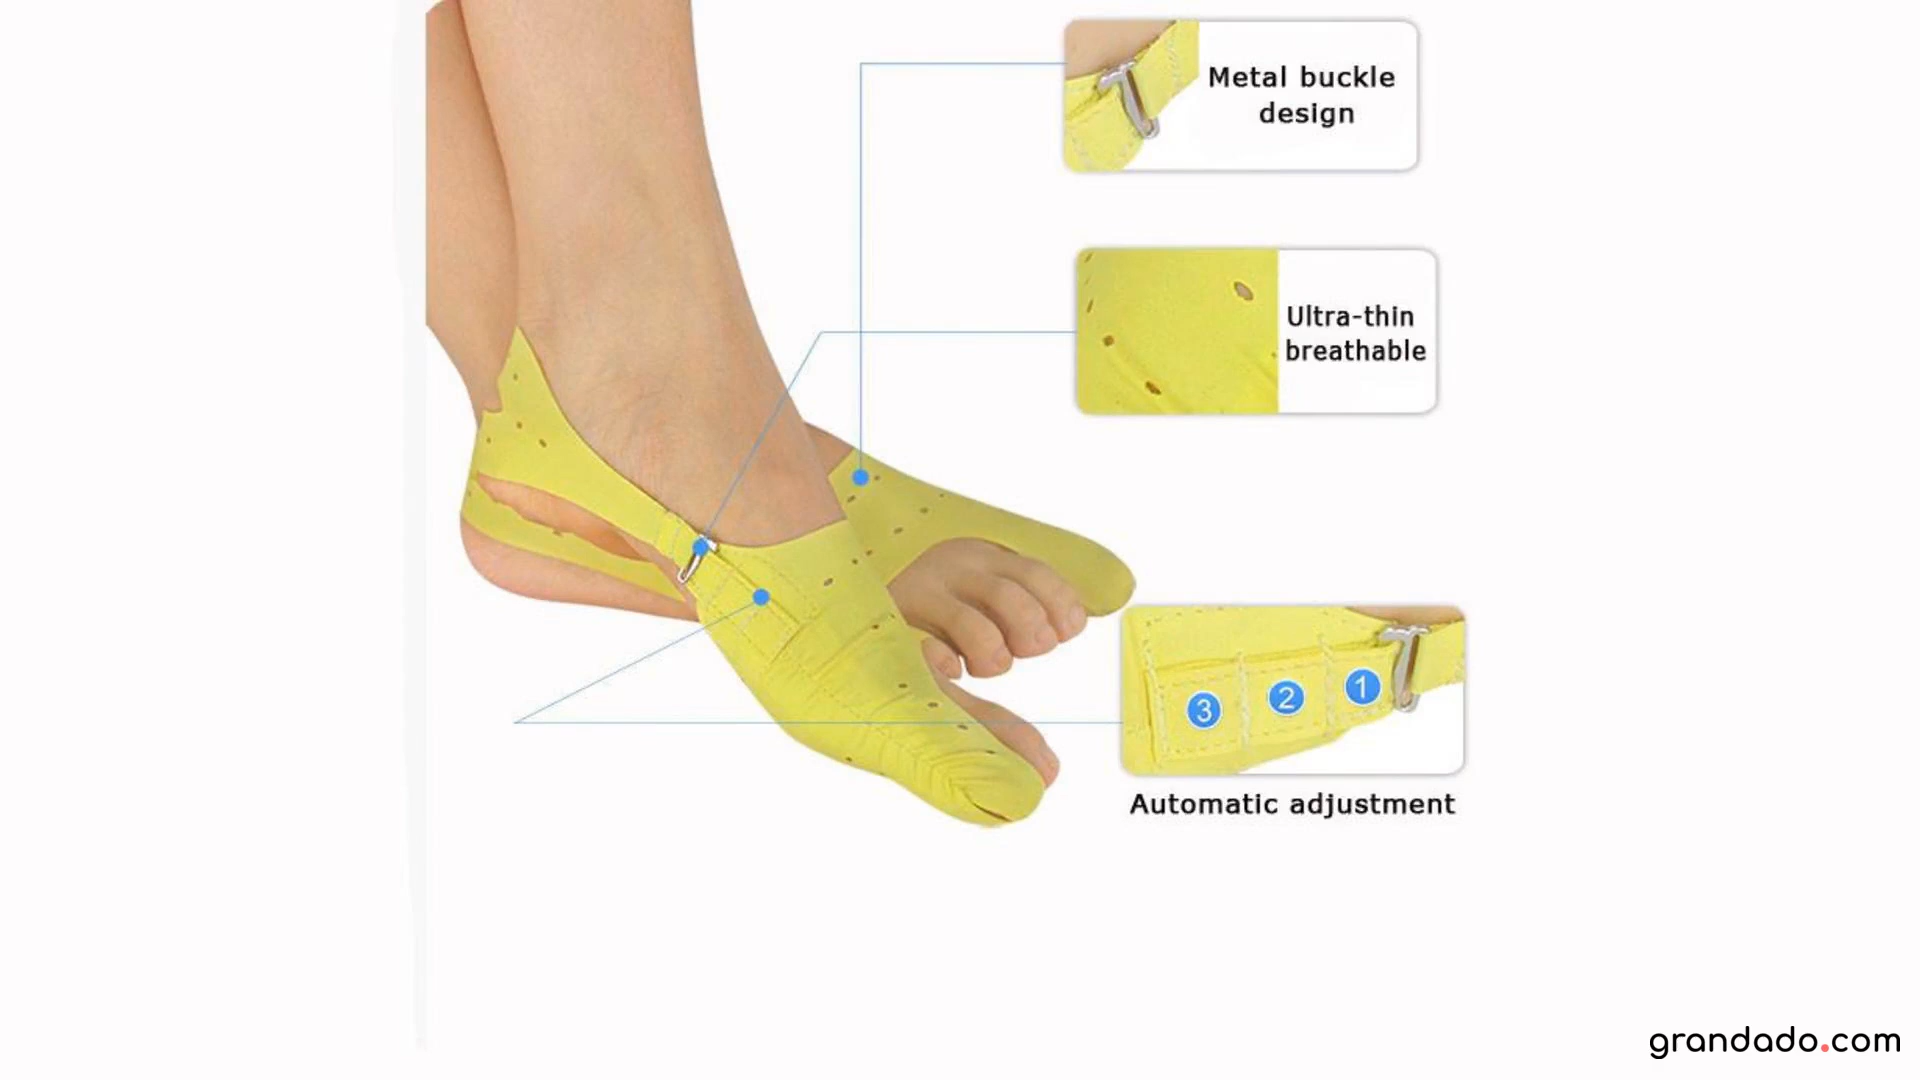 Metal buckle
design
Ultra-thin
breathable
3 2 1
Automatic adjustment
grandado.com